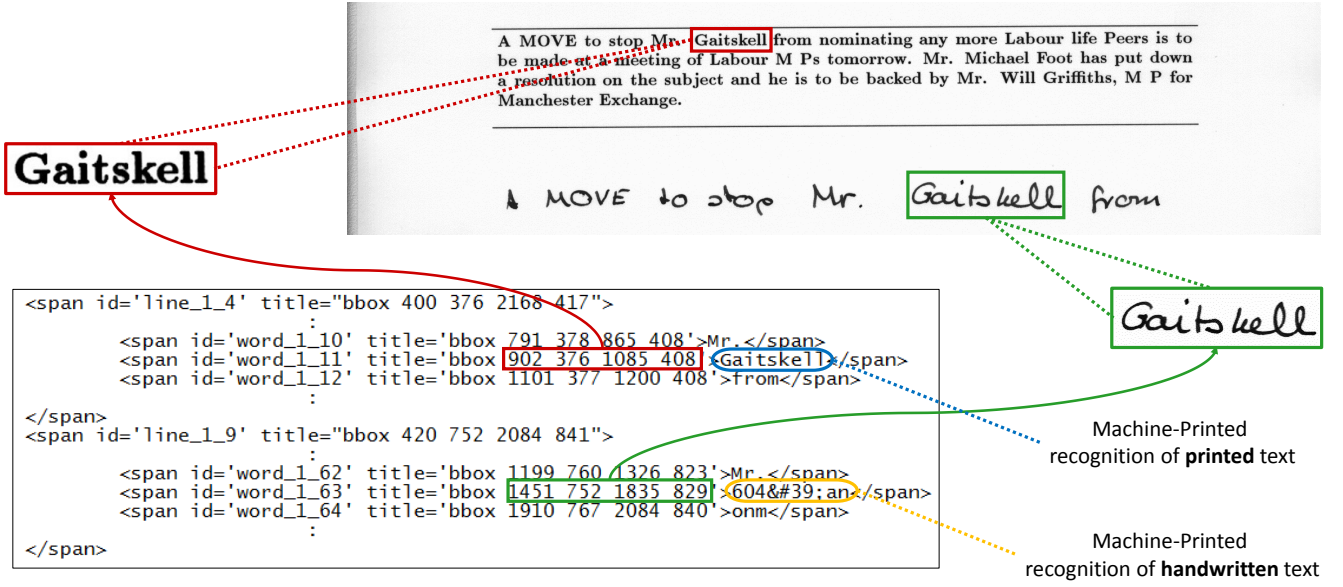 A MOVE to stop Mr. Gaitskell from nominating any more Labour life Peers is to
be made at a meeting of Labour M Ps tomorrow. Mr. Michael Foot has put down
a resolution on the subject and he is to be backed by Mr. Will Griffiths, M P for
Manchester Exchange.
Gaitskell
A MOVE to stop Mr. Gaitskell from
Gaitskell
<span id='line_1_4' title="bbox 400 376 2168 417">
:
<span id='word_1_10' title='bbox 791 378 865 408'>Mr.</span>
<span id='word_1_11' title='bbox 902 376 1085 408'>Gaitskell</span>
<span id='word_1_12' title='bbox 1101 377 1200 408'>from</span>
:
</span>
<span id='line_1_9' title="bbox 420 752 2084 841">
:
<span id='word_1_62' title='bbox 1199 760 1326 823'>Mr.</span>
<span id='word_1_63' title='bbox 1451 752 1835 829'>604&#39;an</span>
<span id='word_1_64' title='bbox 1910 767 2084 840'>onm</span>
:
</span>
Machine-Printed
recognition of printed text
Machine-Printed
recognition of handwritten text